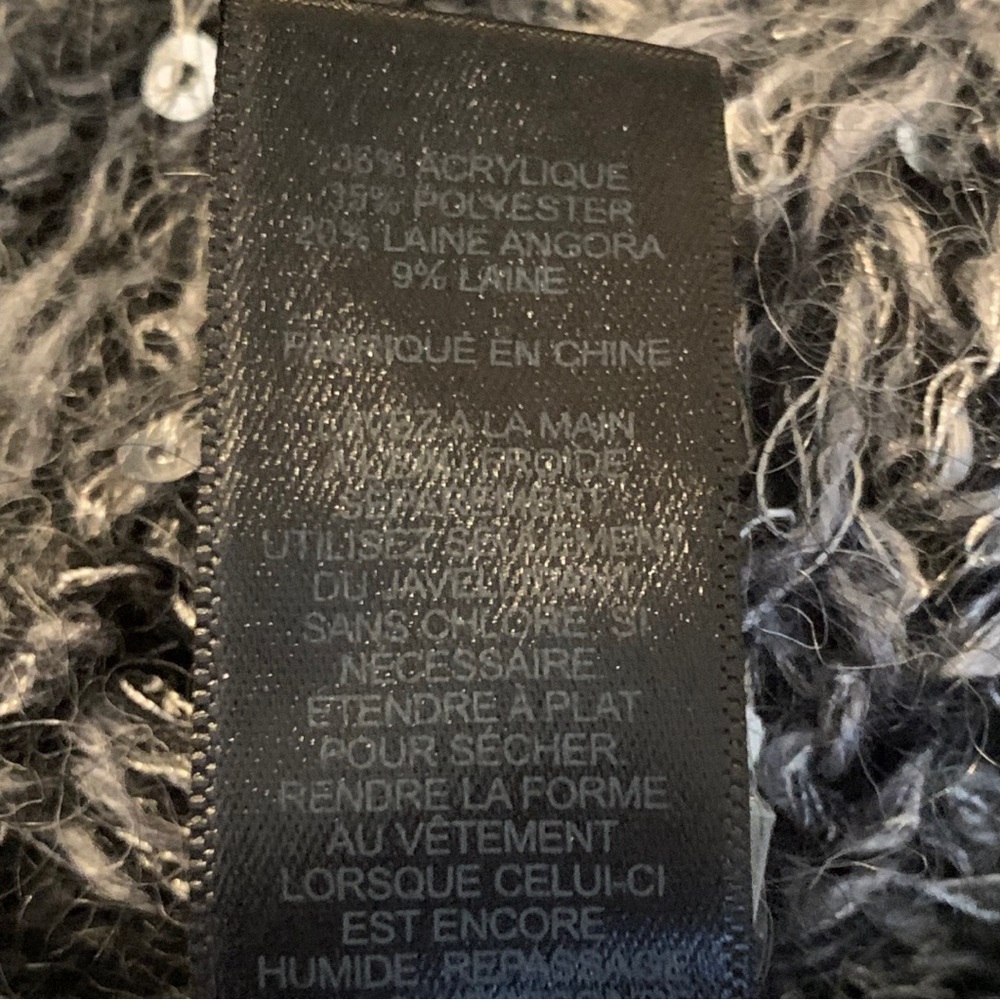 36% ACRYLIQUE
35% POLYESTER
20% LAINE ANGORA
9% LAINE
FABRIQUÉ EN CHINE
LAVEZ À LA MAIN
À L'EAU FROIDE
SÉPARÉMENT.
UTILISEZ SEULEMENT
DU JAVELLISANT
SANS CHLORE, SI
NÉCESSAIRE.
ÉTENDRE À PLAT
POUR SÉCHER.
RENDRE LA FORME
AU VÊTEMENT
LORSQUE CELUI-CI
EST ENCORE
HUMIDE. REPASSAGE